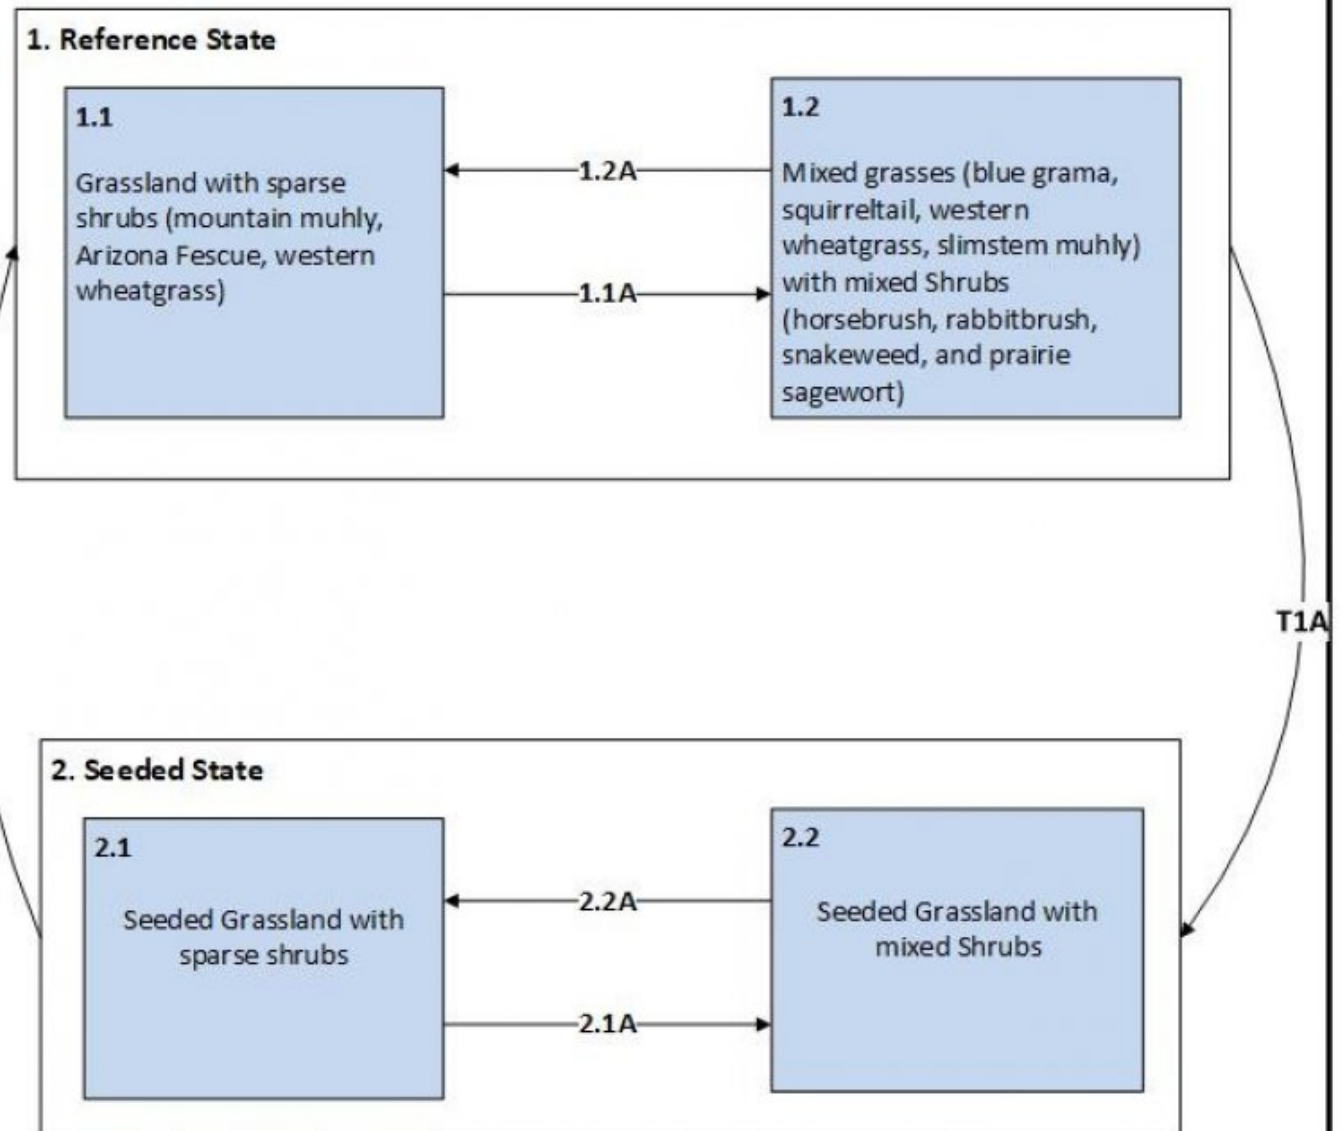 1. Reference State
1.1
Grassland with sparse
shrubs (mountain muhly,
Arizona Fescue, western
wheatgrass)
1.2A
1.1A
1.2
Mixed grasses (blue grama,
squirreltail, western
wheatgrass, slimstem muhly)
with mixed Shrubs
(horsebrush, rabbitbrush,
snakeweed, and prairie
sagewort)
T1A
2. Seeded State
2.1
Seeded Grassland with
sparse shrubs
2.2A
2.1A
2.2
Seeded Grassland with
mixed Shrubs